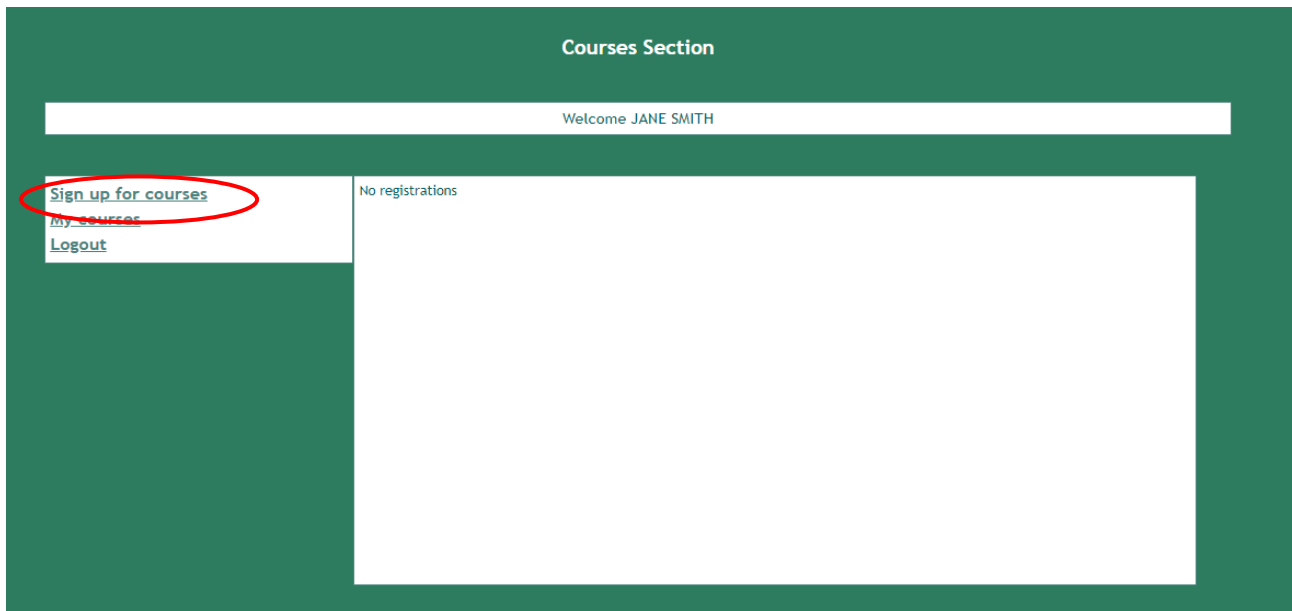 Courses Section
Welcome JANE SMITH
Sign up for courses
My courses
Logout
No registrations